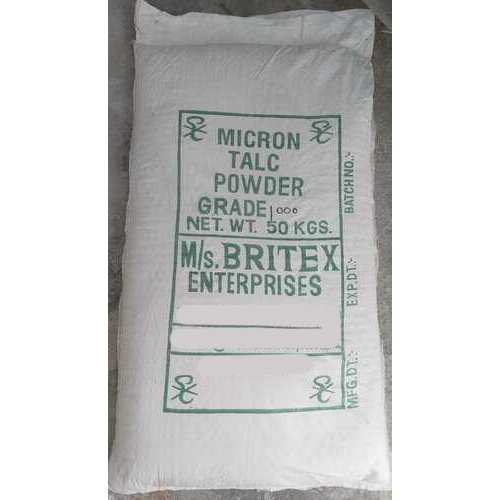 MICRON
TALC
POWDER
GRADE 1000
NET. WT. 50 KGS.
M/s. BRITEX
ENTERPRISES
BATCH NO.:-
EXP.DT.:-
MFG.DT.:-